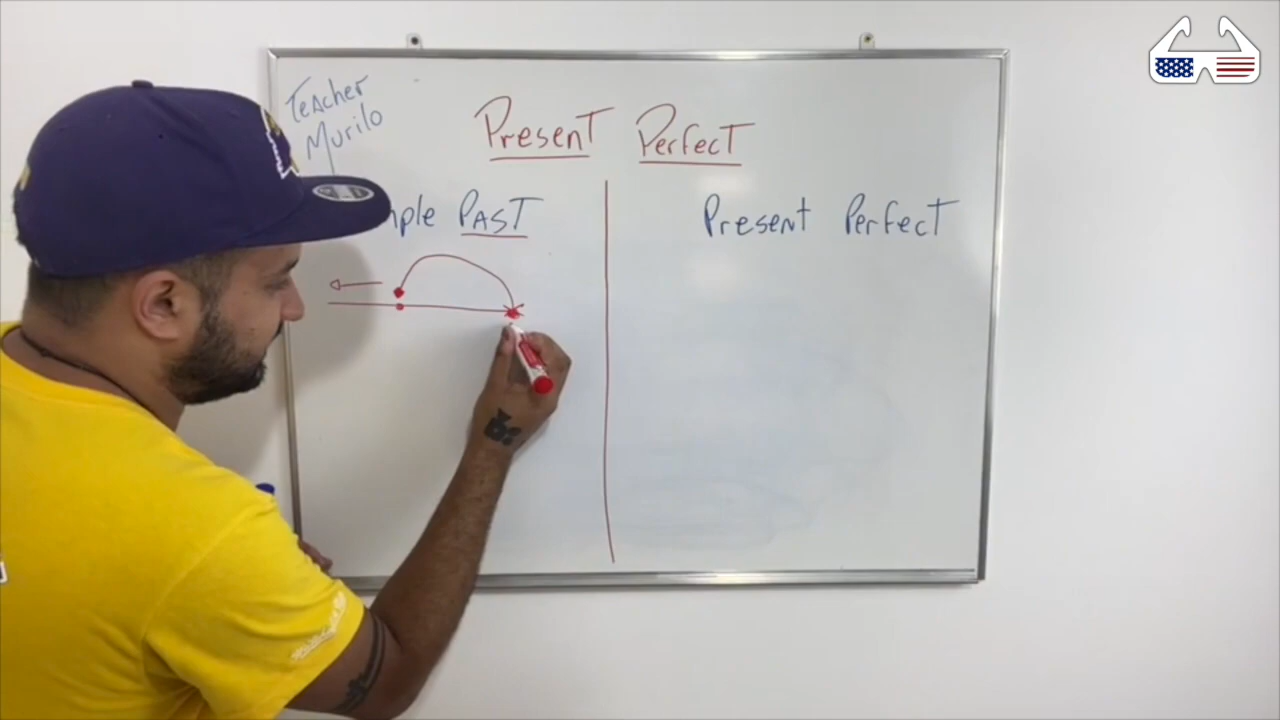 Teacher
Murilo
Present Perfect
Past
Present Perfect